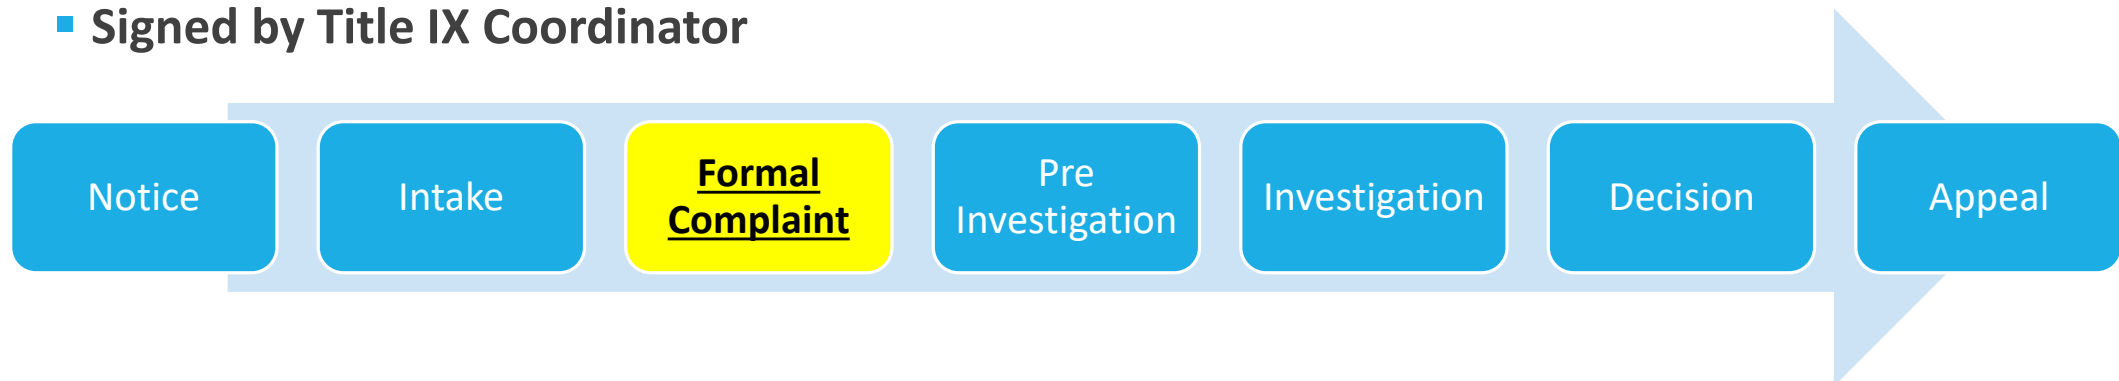 Signed by Title IX Coordinator
Notice
Intake
Formal
Complaint
Pre
Investigation
Investigation
Decision
Appeal